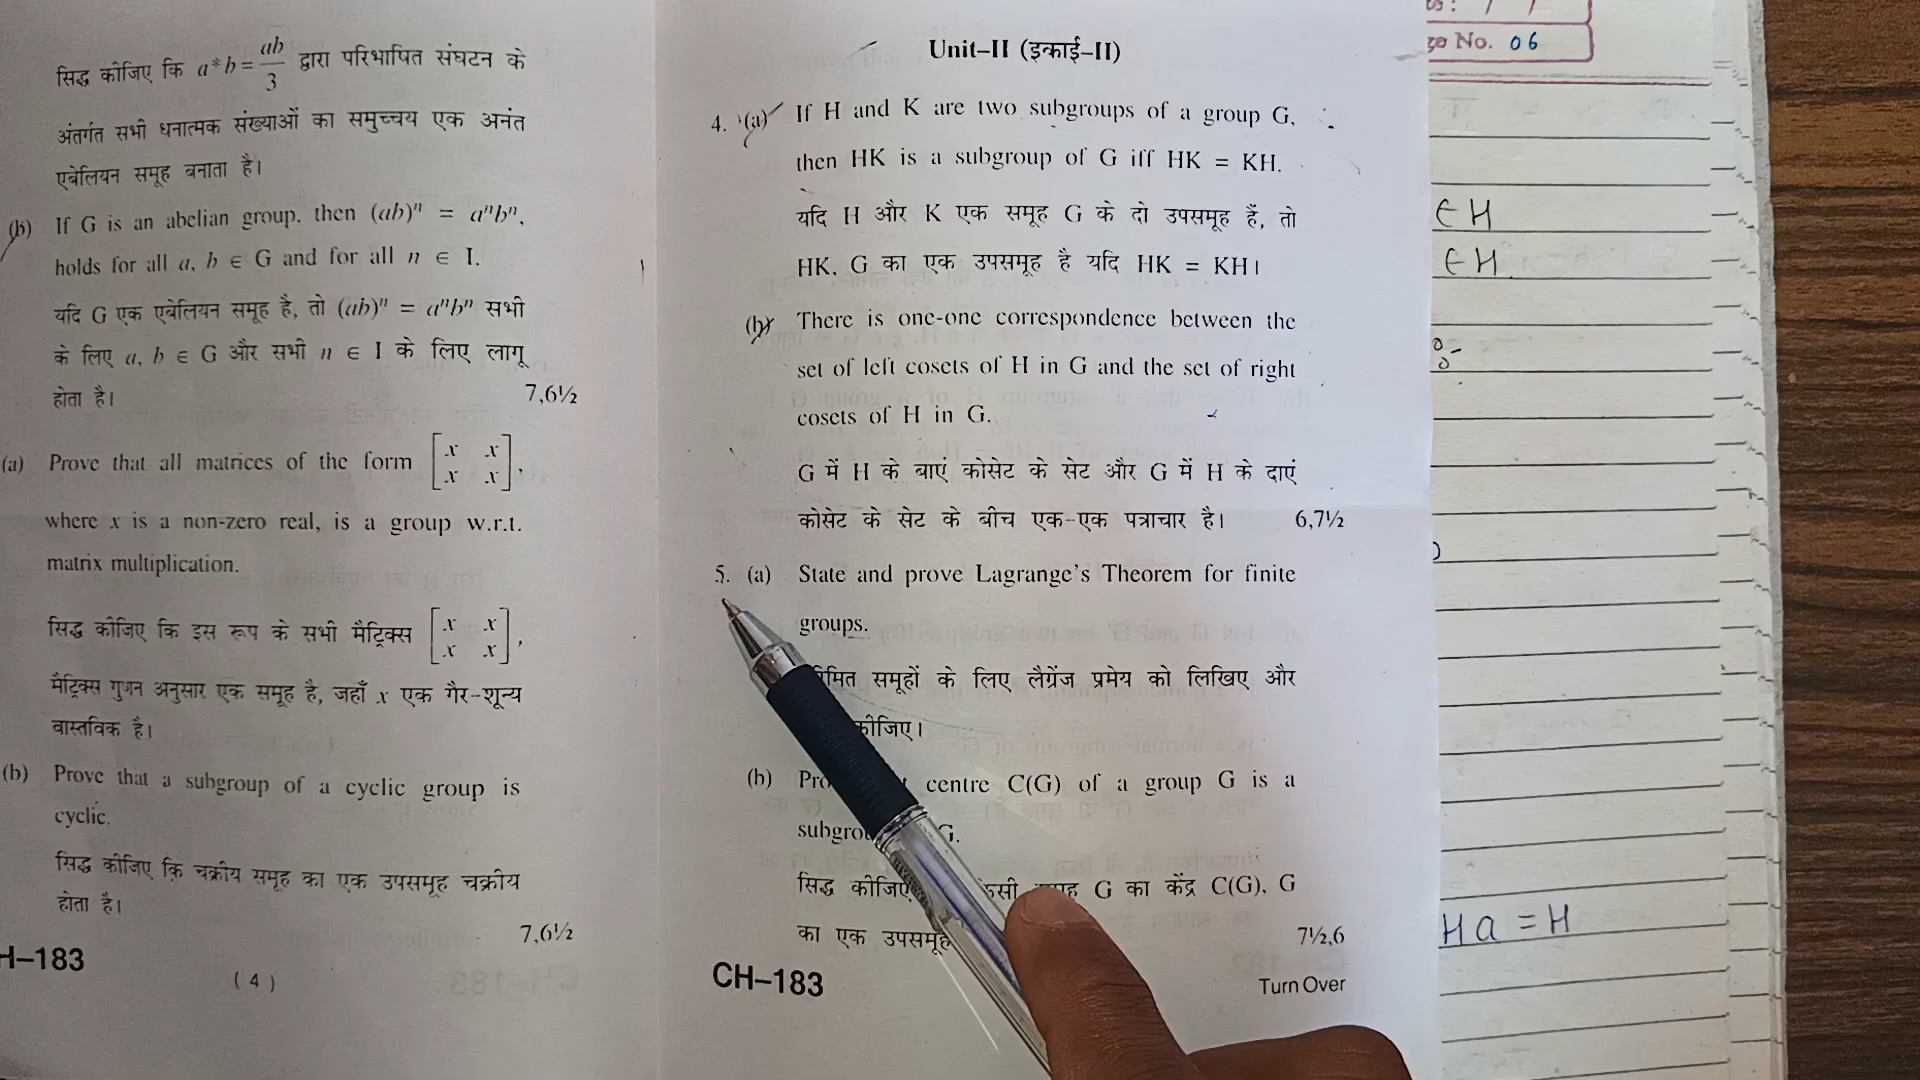 सिद्ध कीजिए कि a*b = ab/3 द्वारा परिभाषित संघटन के
अंतर्गत सभी धनात्मक संख्याओं का समुच्चय एक अनंत
एबेलियन समूह बनाता है।
(b) If G is an abelian group, then (ab)ⁿ = aⁿbⁿ,
holds for all a, b ∈ G and for all n ∈ I.
यदि G एक एबेलियन समूह है, तो (ab)ⁿ = aⁿbⁿ सभी
के लिए a, b ∈ G और सभी n ∈ I के लिए लागू
होता है। 7,6½
(a) Prove that all matrices of the form [x x; x x],
where x is a non-zero real, is a group w.r.t.
matrix multiplication.
सिद्ध कीजिए कि इस रूप के सभी मैट्रिक्स [x x; x x],
मैट्रिक्स गुणन अनुसार एक समूह है, जहाँ x एक गैर-शून्य
वास्तविक है।
(b) Prove that a subgroup of a cyclic group is
cyclic.
सिद्ध कीजिए कि चक्रीय समूह का एक उपसमूह चक्रीय
होता है।
7,6½
H–183
( 4 )
Unit–II (इकाई–II)
4. (a) If H and K are two subgroups of a group G,
then HK is a subgroup of G iff HK = KH.
यदि H और K एक समूह G के दो उपसमूह हैं, तो
HK, G का एक उपसमूह है यदि HK = KH।
(b) There is one-one correspondence between the
set of left cosets of H in G and the set of right
cosets of H in G.
G में H के बाएं कोसेट के सेट और G में H के दाएं
कोसेट के सेट के बीच एक-एक पत्राचार है। 6,7½
5. (a) State and prove Lagrange's Theorem for finite
groups.
समूहों के लिए लैग्रेंज प्रमेय को लिखिए और
कीजिए।
(b) centre C(G) of a group G is a
G.
सिद्ध कीजिए G का केंद्र C(G), G
का एक उपसमूह 7½,6
CH–183
Turn Over
No. 06
∈ H
∈ H.
Ha = H